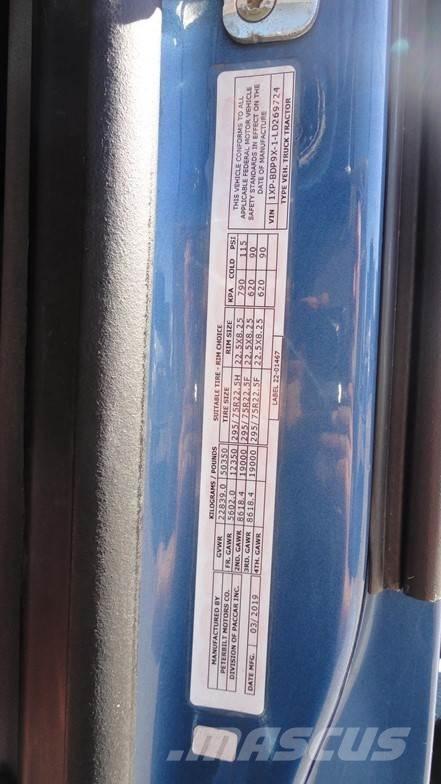 MANUFACTURED BY
PETERBILT MOTORS CO.
DIVISION OF PACCAR INC.
DATE MFG. 03/2019
KILOGRAMS / POUNDS
GVWR 22839.0 50350
FR. GAWR 5602.0 12350
2ND. GAWR 8618.4 19000
3RD. GAWR 8618.4 19000
4TH. GAWR
SUITABLE TIRE - RIM CHOICE
TIRE SIZE RIM SIZE KPA COLD PSI
295/75R22.5H 22.5X8.25 790 115
295/75R22.5F 22.5X8.25 620 90
295/75R22.5F 22.5X8.25 620 90
LABEL 22-01467
THIS VEHICLE CONFORMS TO ALL
APPLICABLE FEDERAL MOTOR VEHICLE
SAFETY STANDARDS IN EFFECT ON THE
DATE OF MANUFACTURE
VIN 1XP-BDP9X-1-LD269724
TYPE VEH. TRUCK TRACTOR
MASCUS